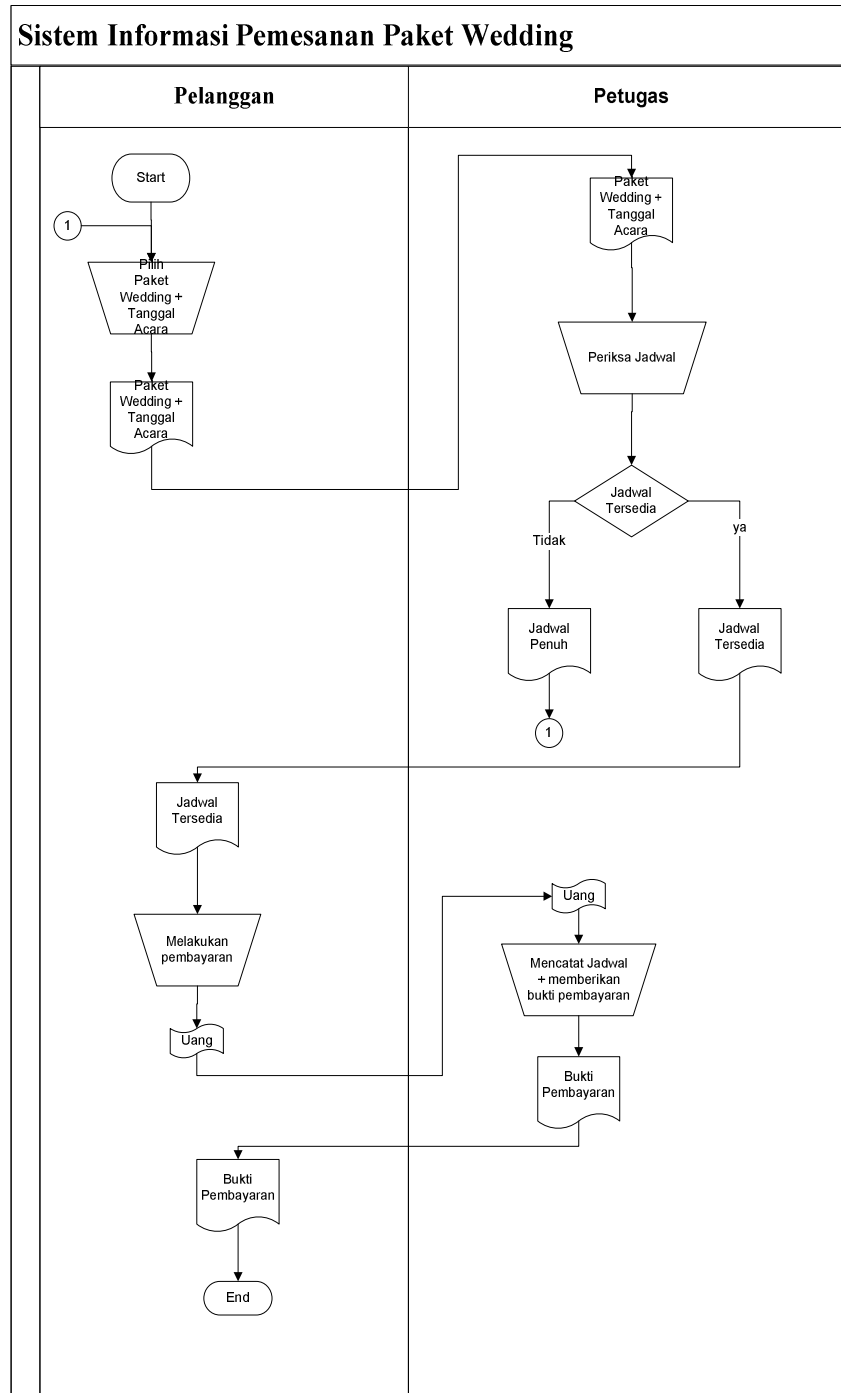 Sistem Informasi Pemesanan Paket Wedding
Pelanggan
Petugas
Start
1
Pilih
Paket
Wedding +
Tanggal
Acara
Paket
Wedding +
Tanggal
Acara
Paket
Wedding +
Tanggal
Acara
Periksa Jadwal
Jadwal
Tersedia
Tidak
ya
Jadwal
Penuh
Jadwal
Tersedia
1
Jadwal
Tersedia
Melakukan
pembayaran
Uang
Uang
Mencatat Jadwal
+ memberikan
bukti pembayaran
Bukti
Pembayaran
Bukti
Pembayaran
End